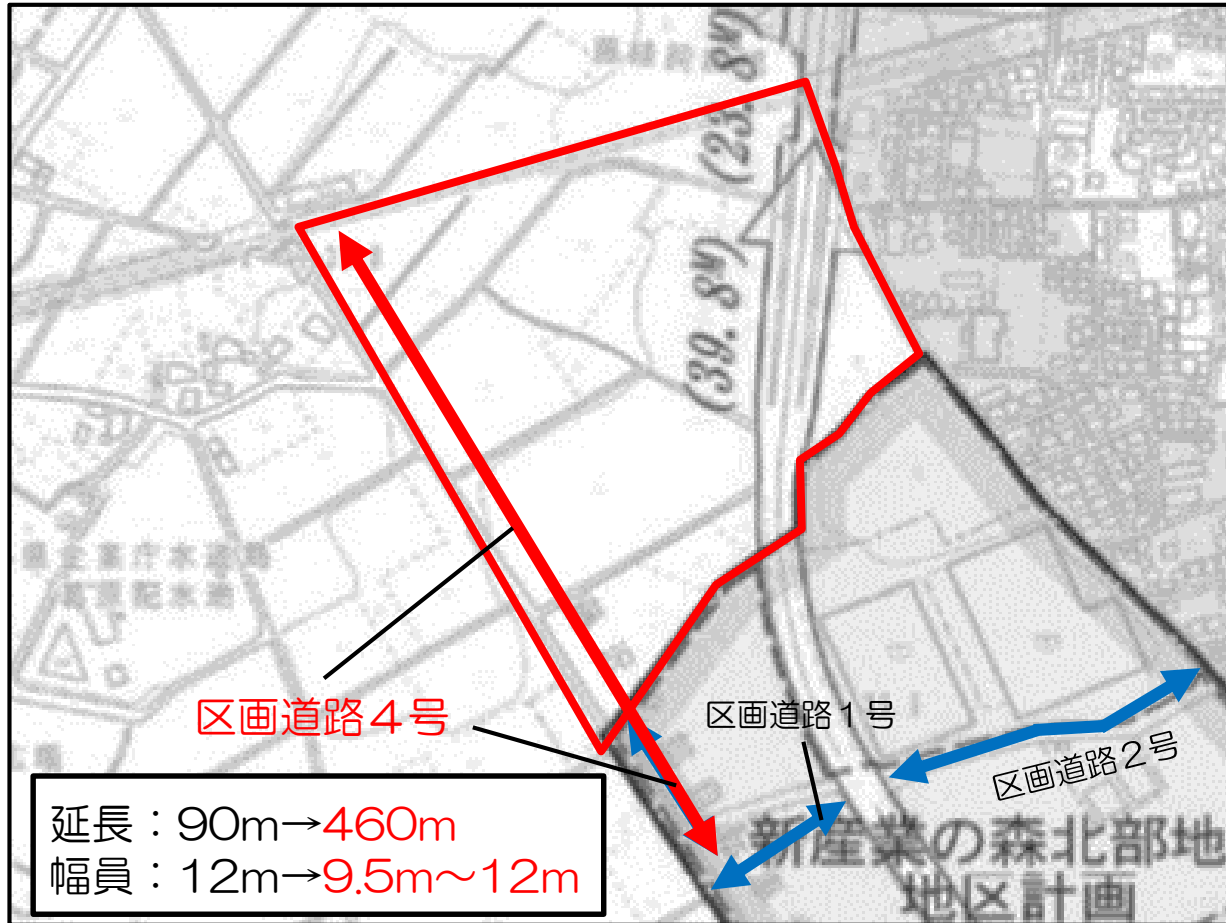 (23. 8M)
(39. 8M)
区画道路4号
区画道路1号
区画道路2号
新産業の森北部地
地区計画
延長：90m→460m
幅員：12m→9.5m～12m